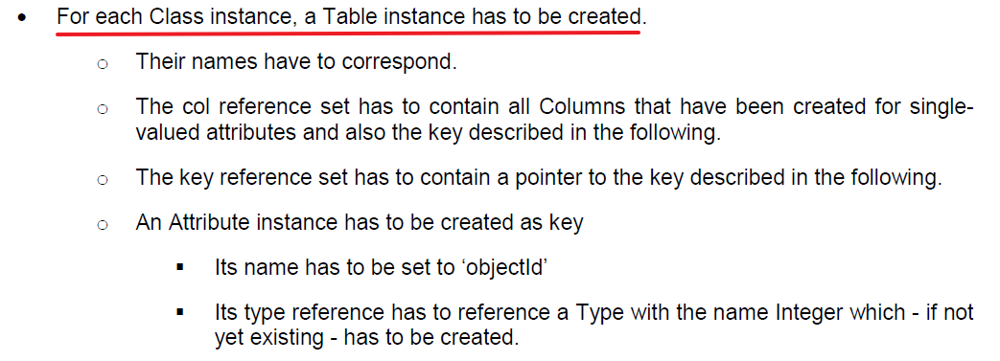 • For each Class instance, a Table instance has to be created.
o Their names have to correspond.
o The col reference set has to contain all Columns that have been created for single-
valued attributes and also the key described in the following.
o The key reference set has to contain a pointer to the key described in the following.
o An Attribute instance has to be created as key
▪ Its name has to be set to ‘objectId’
▪ Its type reference has to reference a Type with the name Integer which - if not
yet existing - has to be created.